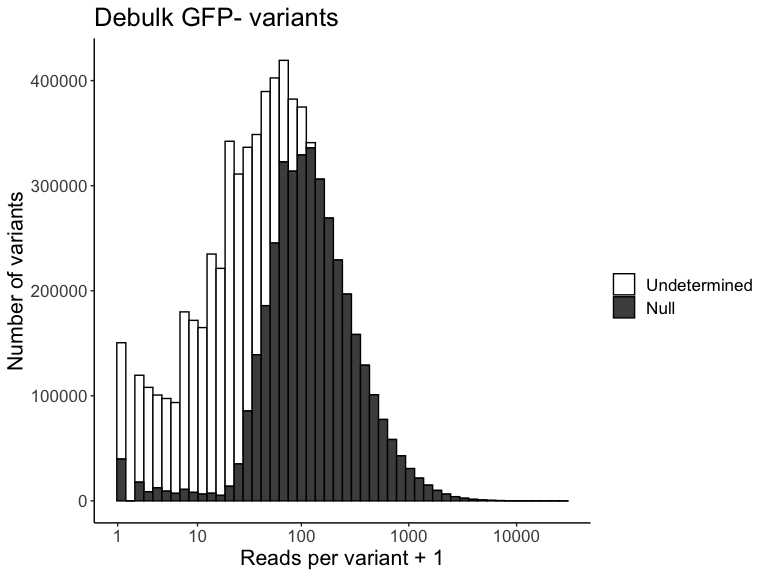 Debulk GFP- variants
Number of variants
400000
300000
200000
100000
0
1 10 100 1000 10000
Reads per variant + 1
Undetermined
Null